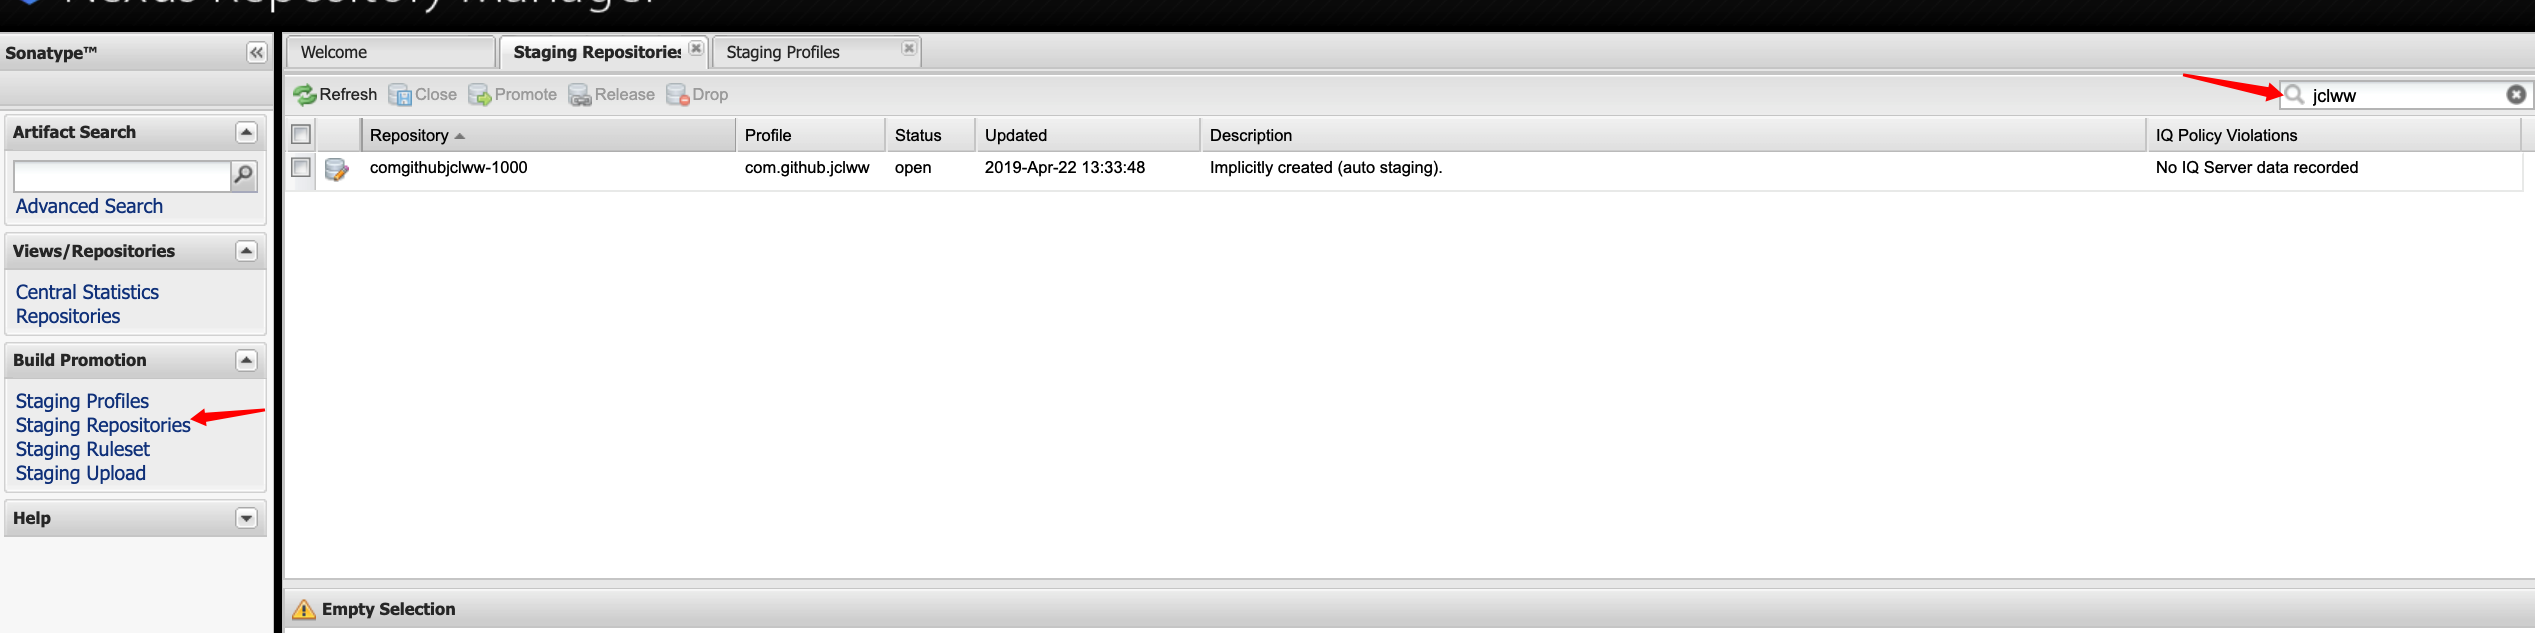 Nexus Repository Manager
Sonatype™
Welcome
Staging Repositories
Staging Profiles
Refresh
Close
Promote
Release
Drop
jclww
Artifact Search
Advanced Search
Views/Repositories
Central Statistics
Repositories
Build Promotion
Staging Profiles
Staging Repositories
Staging Ruleset
Staging Upload
Help
Repository Profile Status Updated Description IQ Policy Violations
comgithubjclww-1000 com.github.jclww open 2019-Apr-22 13:33:48 Implicitly created (auto staging). No IQ Server data recorded
Empty Selection